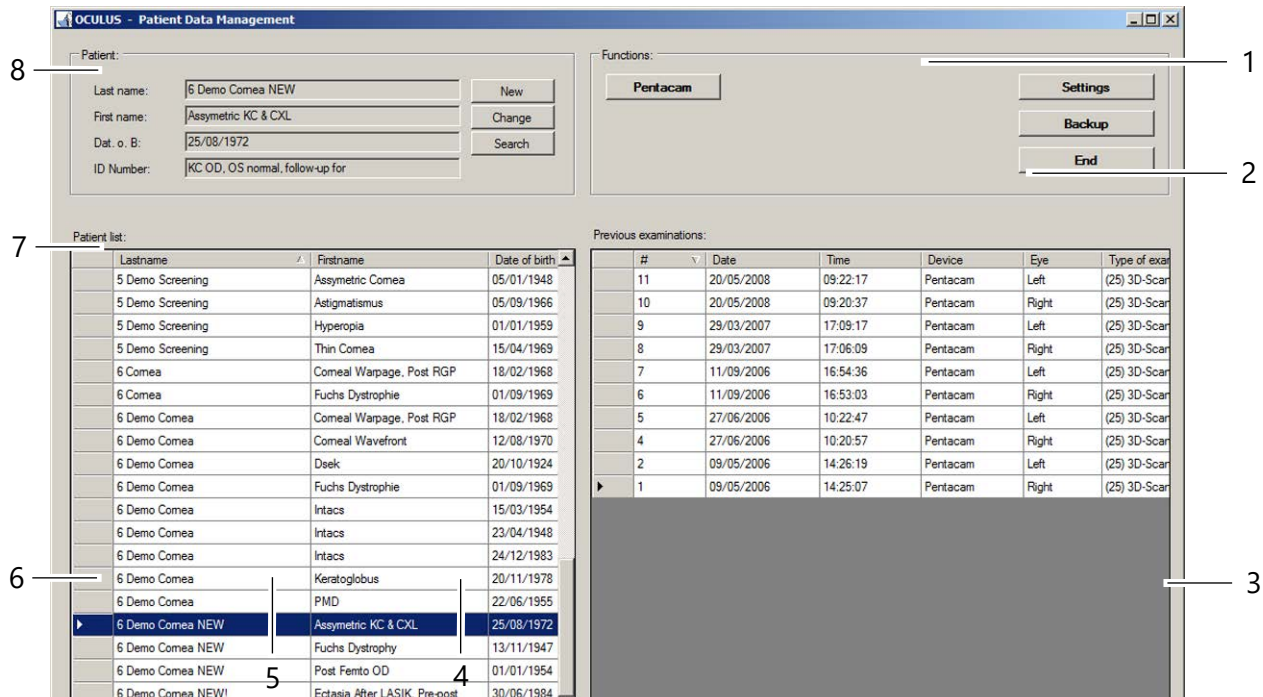 OCULUS - Patient Data Management
Patient:
Last name: 6 Demo Cornea NEW New
First name: Assymetric KC & CXL Change
Dat. o. B: 25/08/1972 Search
ID Number: KC OD, OS normal, follow-up for
Functions:
Pentacam Settings
Backup
End
1
2
8
7
Patient list:
Lastname Firstname Date of birth
5 Demo Screening Assymetric Cornea 05/01/1948
5 Demo Screening Astigmatismus 05/09/1966
5 Demo Screening Hyperopia 01/01/1959
5 Demo Screening Thin Cornea 15/04/1969
6 Cornea Corneal Warpage, Post RGP 18/02/1968
6 Cornea Fuchs Dystrophie 01/09/1969
6 Demo Cornea Corneal Warpage, Post RGP 18/02/1968
6 Demo Cornea Corneal Wavefront 12/08/1970
6 Demo Cornea Dsek 20/10/1924
6 Demo Cornea Fuchs Dystrophie 01/09/1969
6 Demo Cornea Intacs 15/03/1954
6 Demo Cornea Intacs 23/04/1948
6 Demo Cornea Intacs 24/12/1983
6 Demo Cornea Keratoglobus 20/11/1978
6 Demo Cornea PMD 22/06/1955
6 Demo Cornea NEW Assymetric KC & CXL 25/08/1972
6 Demo Cornea NEW Fuchs Dystrophy 13/11/1947
6 Demo Cornea NEW Post Femto OD 01/01/1954
6 Demo Cornea NEW! Ectasia After LASIK, Pre-post 30/06/1984
6
5
4
Previous examinations:
# Date Time Device Eye Type of exar
11 20/05/2008 09:22:17 Pentacam Left (25) 3D-Scan
10 20/05/2008 09:20:37 Pentacam Right (25) 3D-Scan
9 29/03/2007 17:09:17 Pentacam Left (25) 3D-Scan
8 29/03/2007 17:06:09 Pentacam Right (25) 3D-Scan
7 11/09/2006 16:54:36 Pentacam Left (25) 3D-Scan
6 11/09/2006 16:53:03 Pentacam Right (25) 3D-Scan
5 27/06/2006 10:22:47 Pentacam Left (25) 3D-Scan
4 27/06/2006 10:20:57 Pentacam Right (25) 3D-Scan
2 09/05/2006 14:26:19 Pentacam Left (25) 3D-Scan
1 09/05/2006 14:25:07 Pentacam Right (25) 3D-Scan
3